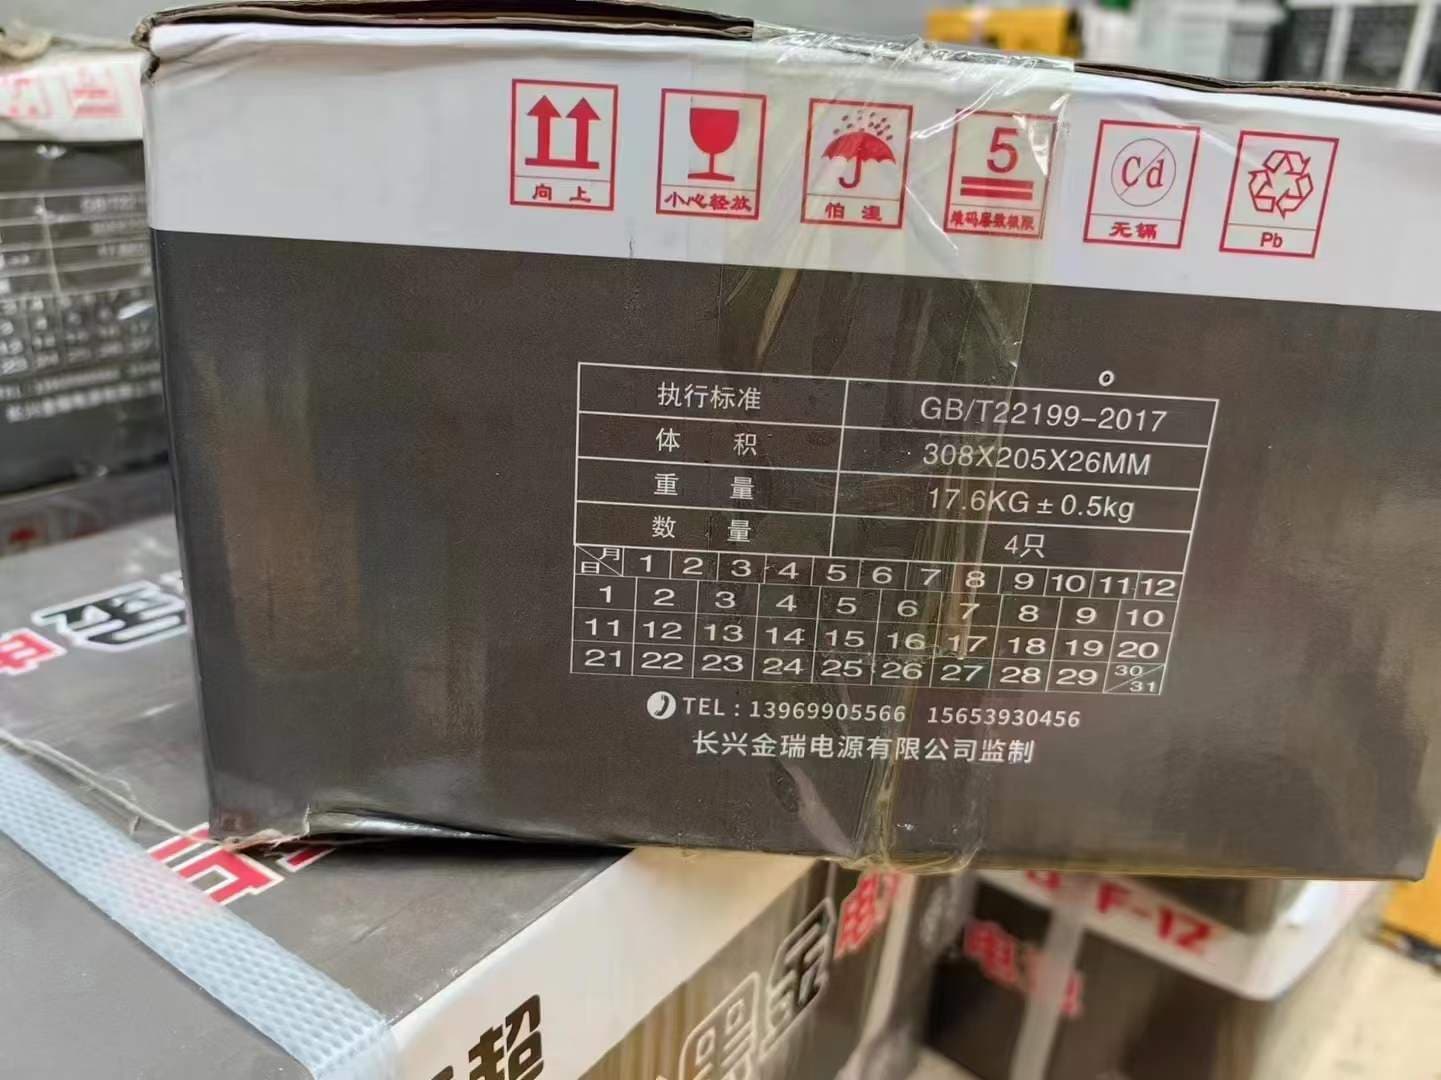 向上
小心轻放
怕湿
5
堆码层数极限
Cd
无镉
Pb
执行标准 GB/T22199-2017
体积 308X205X26MM
重量 17.6KG±0.5kg
数量 4只
月 日 1 2 3 4 5 6 7 8 9 10 11 12
1 2 3 4 5 6 7 8 9 10
11 12 13 14 15 16 17 18 19 20
21 22 23 24 25 26 27 28 29 30 31
TEL：13969905566 15653930456
长兴金瑞电源有限公司监制
超
金
电
F-12
电